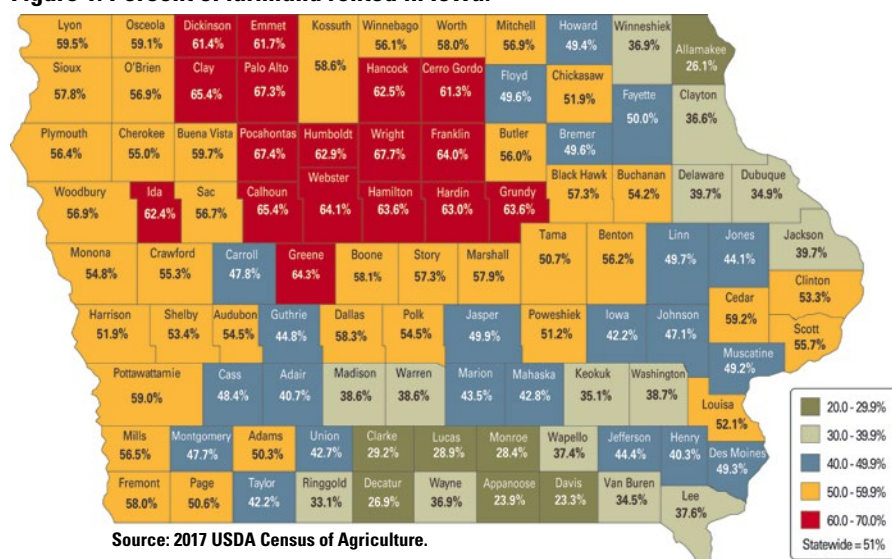 Figure 1. Percent of farmland rented in Iowa.
Lyon Osceola Dickinson Emmet Kossuth Winnebago Worth Mitchell Howard Winneshiek Allamakee
59.5% 59.1% 61.4% 61.7% 58.6% 56.1% 58.0% 56.9% 49.4% 36.9% 26.1%
Sioux O'Brien Clay Palo Alto Hancock Cerro Gordo Floyd Chickasaw Fayette Clayton
57.8% 56.9% 65.4% 67.3% 62.5% 61.3% 49.6% 51.9% 50.0% 36.6%
Plymouth Cherokee Buena Vista Pocahontas Humboldt Wright Franklin Butler Bremer
56.4% 55.0% 59.7% 67.4% 62.9% 67.7% 64.0% 56.0% 49.6%
Woodbury Ida Sac Calhoun Webster Hamilton Hardin Grundy Black Hawk Buchanan Delaware Dubuque
56.9% 62.4% 56.7% 65.4% 64.1% 63.6% 63.0% 63.6% 57.3% 54.2% 39.7% 34.9%
Monona Crawford Carroll Greene Boone Story Marshall Tama Benton Linn Jones Jackson
54.8% 55.3% 47.8% 64.3% 58.1% 57.3% 57.9% 50.7% 56.2% 49.7% 44.1% 39.7%
Clinton
53.3%
Harrison Shelby Audubon Guthrie Dallas Polk Jasper Poweshiek Iowa Johnson Cedar Scott
51.9% 53.4% 54.5% 44.8% 58.3% 54.5% 49.9% 51.2% 42.2% 47.1% 59.2% 55.7%
Muscatine
49.2%
Pottawattamie Cass Adair Madison Warren Marion Mahaska Keokuk Washington Louisa
59.0% 48.4% 40.7% 38.6% 38.6% 43.5% 42.8% 35.1% 38.7% 52.1%
Mills Montgomery Adams Union Clarke Lucas Monroe Wapello Jefferson Henry Des Moines
56.5% 47.7% 50.3% 42.7% 29.2% 28.9% 28.4% 37.4% 44.4% 40.3% 49.3%
Fremont Page Taylor Ringgold Decatur Wayne Appanoose Davis Van Buren Lee
58.0% 50.6% 42.2% 33.1% 26.9% 36.9% 23.9% 23.3% 34.5% 37.6%
20.0 - 29.9%
30.0 - 39.9%
40.0 - 49.9%
50.0 - 59.9%
60.0 - 70.0%
Statewide = 51%
Source: 2017 USDA Census of Agriculture.